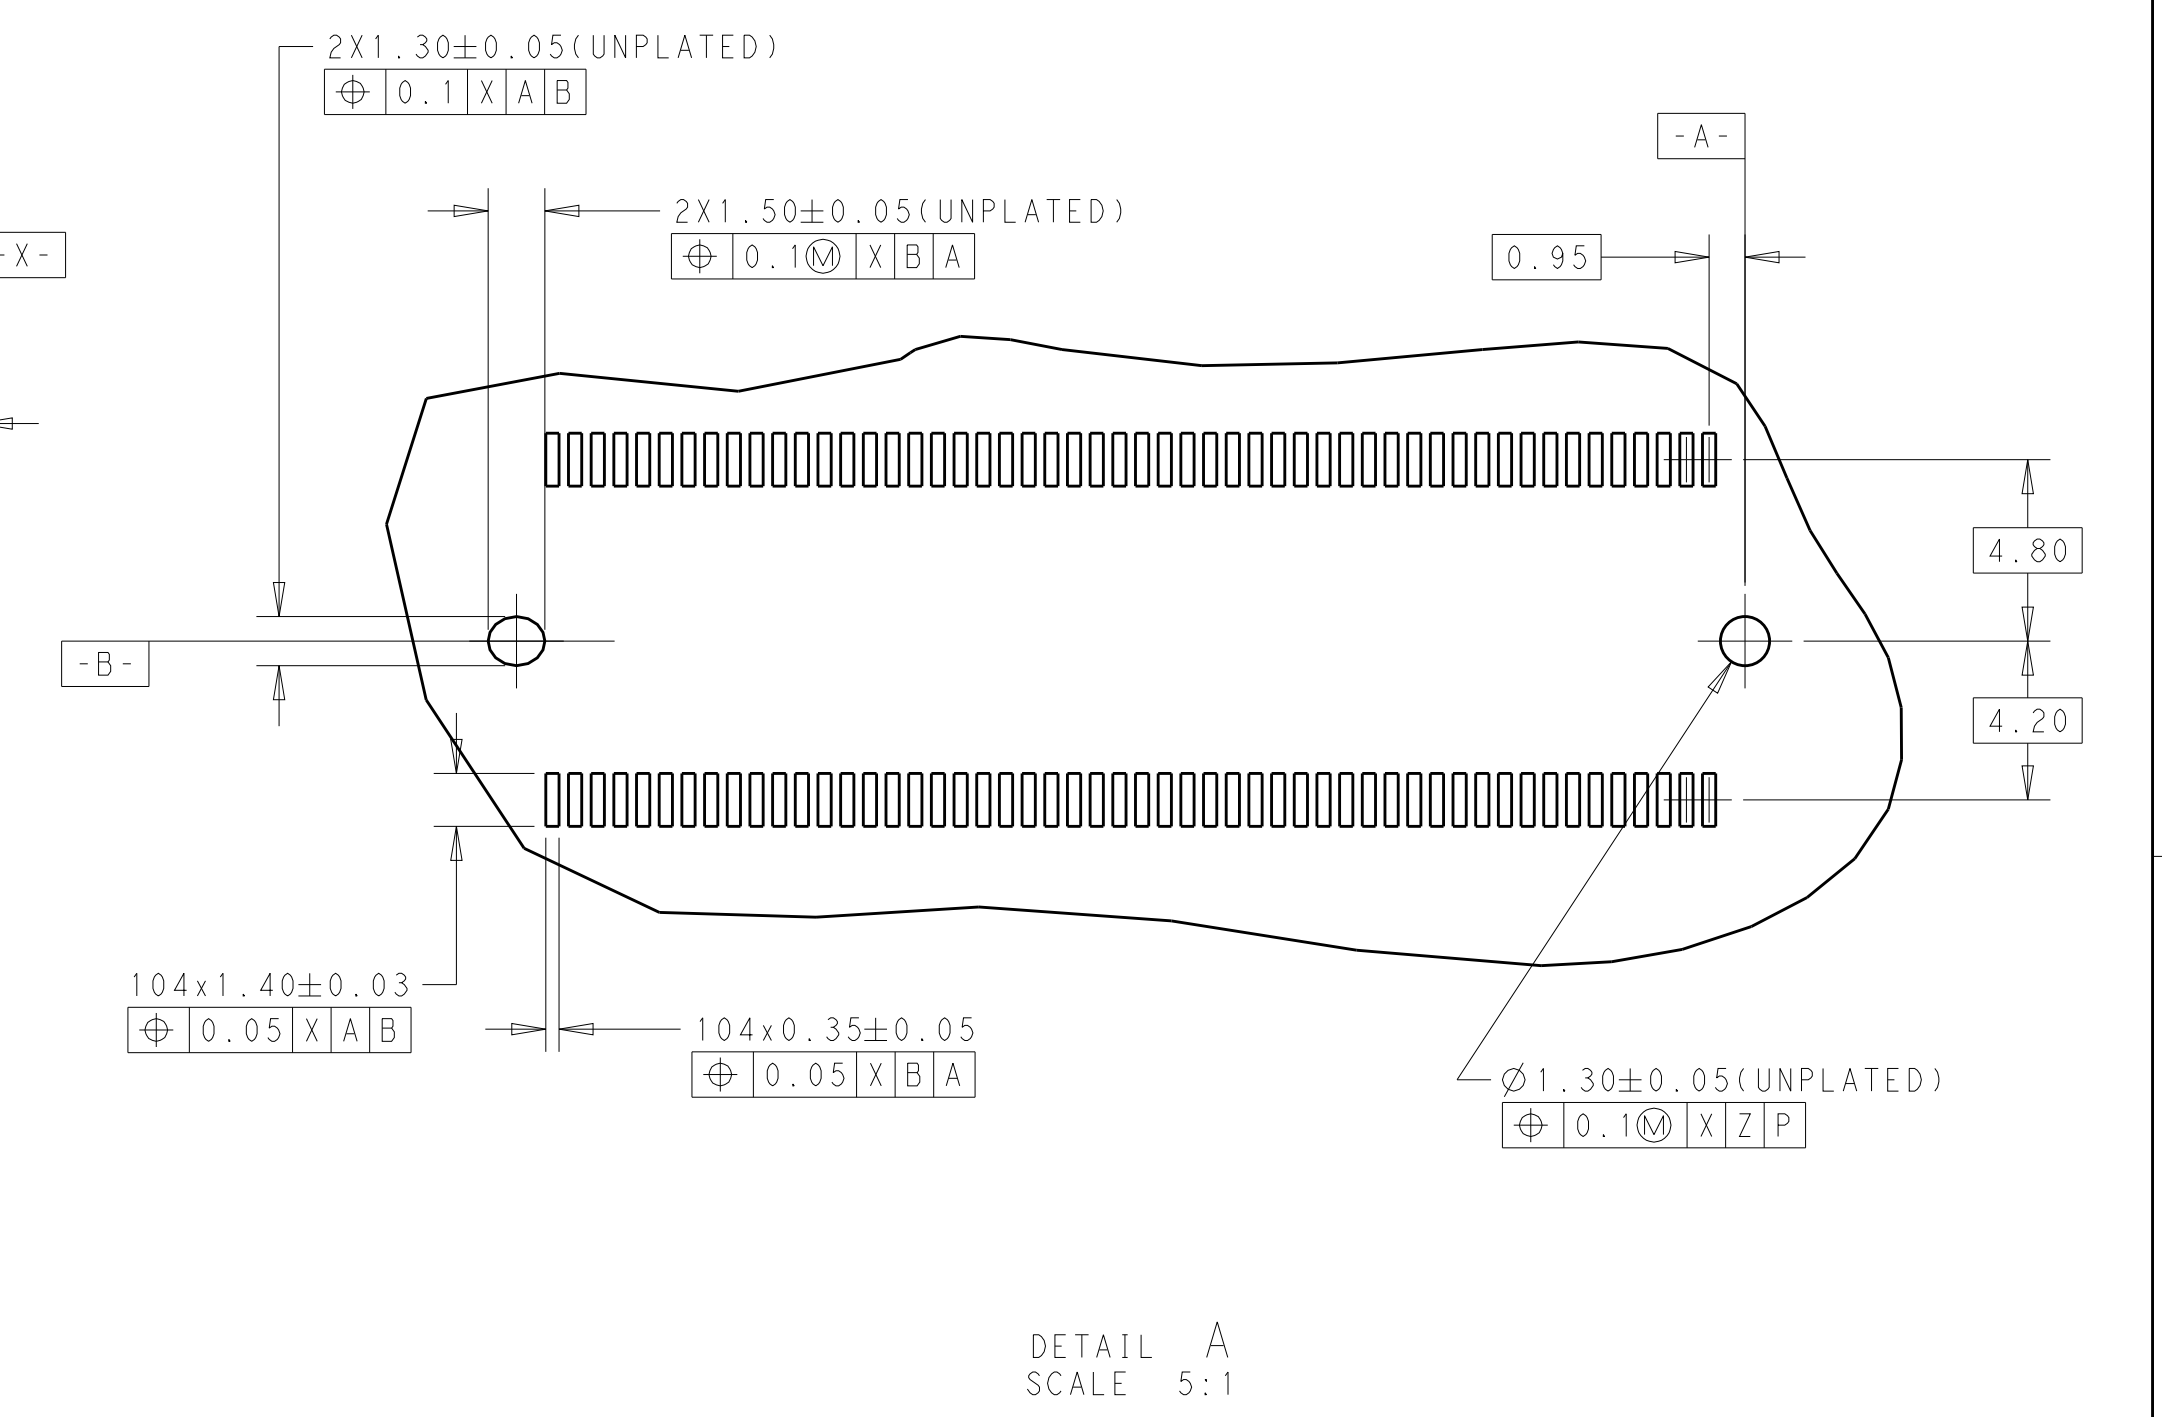 2X1.30±0.05(UNPLATED)
⌖ 0.1 X A B
-A-
2X1.50±0.05(UNPLATED)
⌖ 0.1Ⓜ X B A
-X-
0.95
4.80
-B-
4.20
104x1.40±0.03
⌖ 0.05 X A B
104x0.35±0.05
⌖ 0.05 X B A
Ø1.30±0.05(UNPLATED)
⌖ 0.1Ⓜ X Z P
DETAIL A
SCALE 5:1